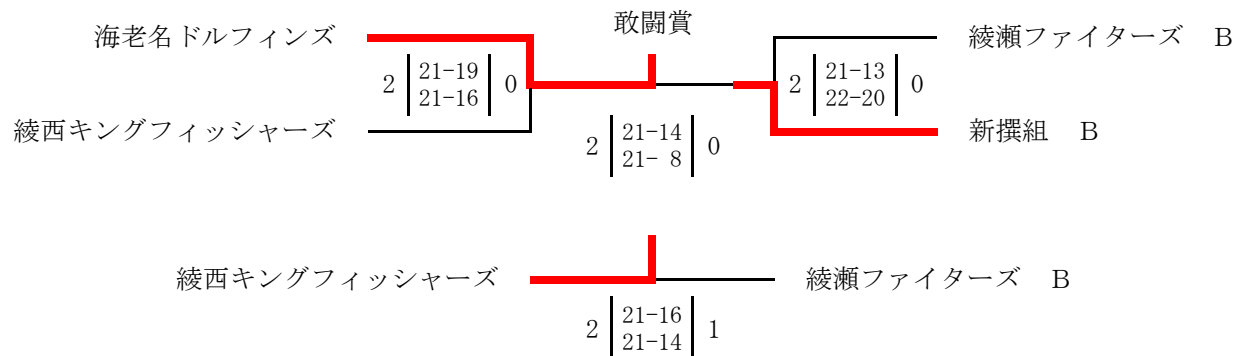 敢闘賞
海老名ドルフィンズ 綾瀬ファイターズ B
2 21-19 0 2 21-13 0
21-16 22-20
綾西キングフィッシャーズ 新撰組 B
2 21-14 0
21- 8
綾西キングフィッシャーズ 綾瀬ファイターズ B
2 21-16 1
21-14